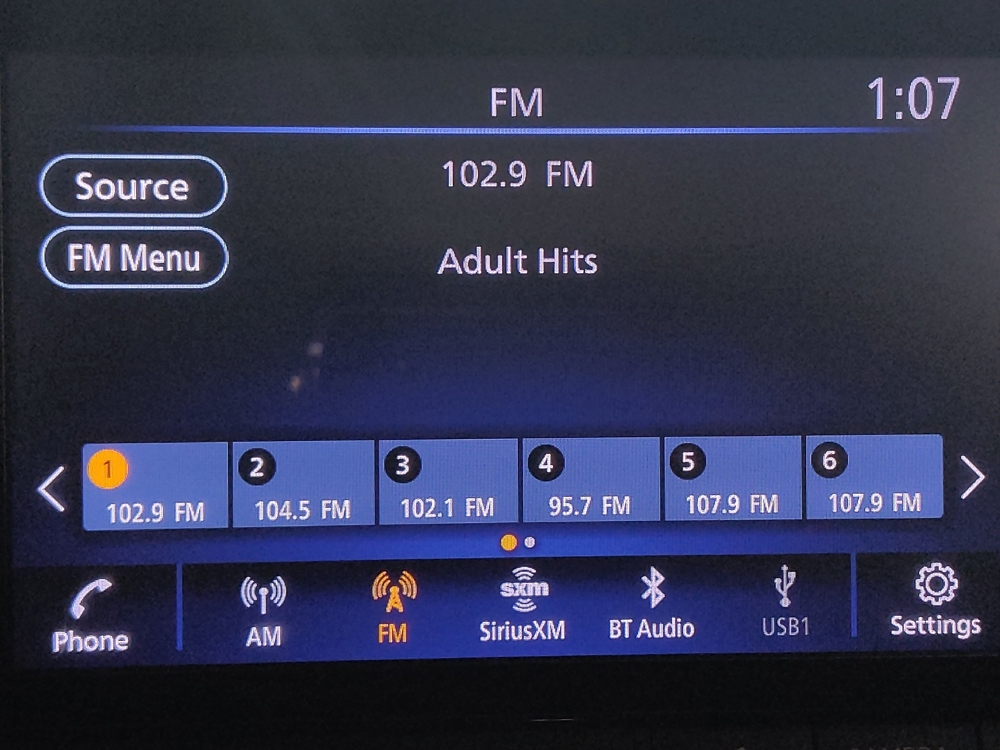 FM
1:07
Source
102.9 FM
FM Menu
Adult Hits
1
2
3
4
5
6
102.9 FM
104.5 FM
102.1 FM
95.7 FM
107.9 FM
107.9 FM
sxm
Phone
AM
FM
SiriusXM
BT Audio
USB1
Settings